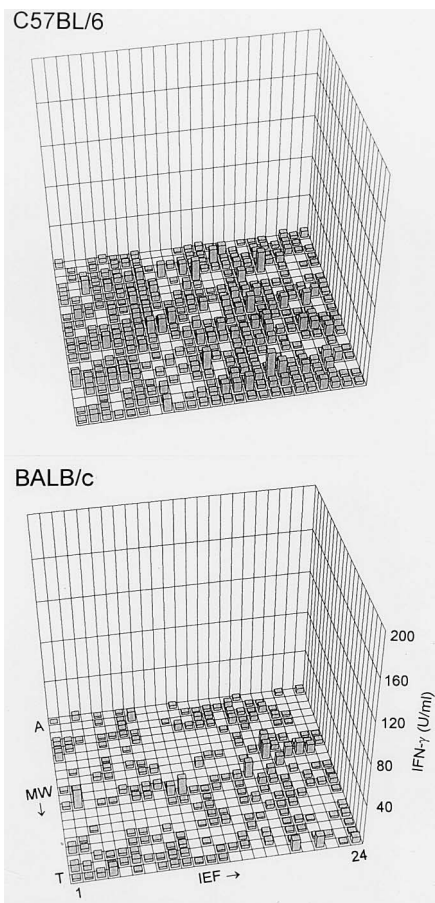 C57BL/6
BALB/c
200
160
120
80
40
IFN-γ (U/ml)
A
MW
↓
T
1
IEF →
24